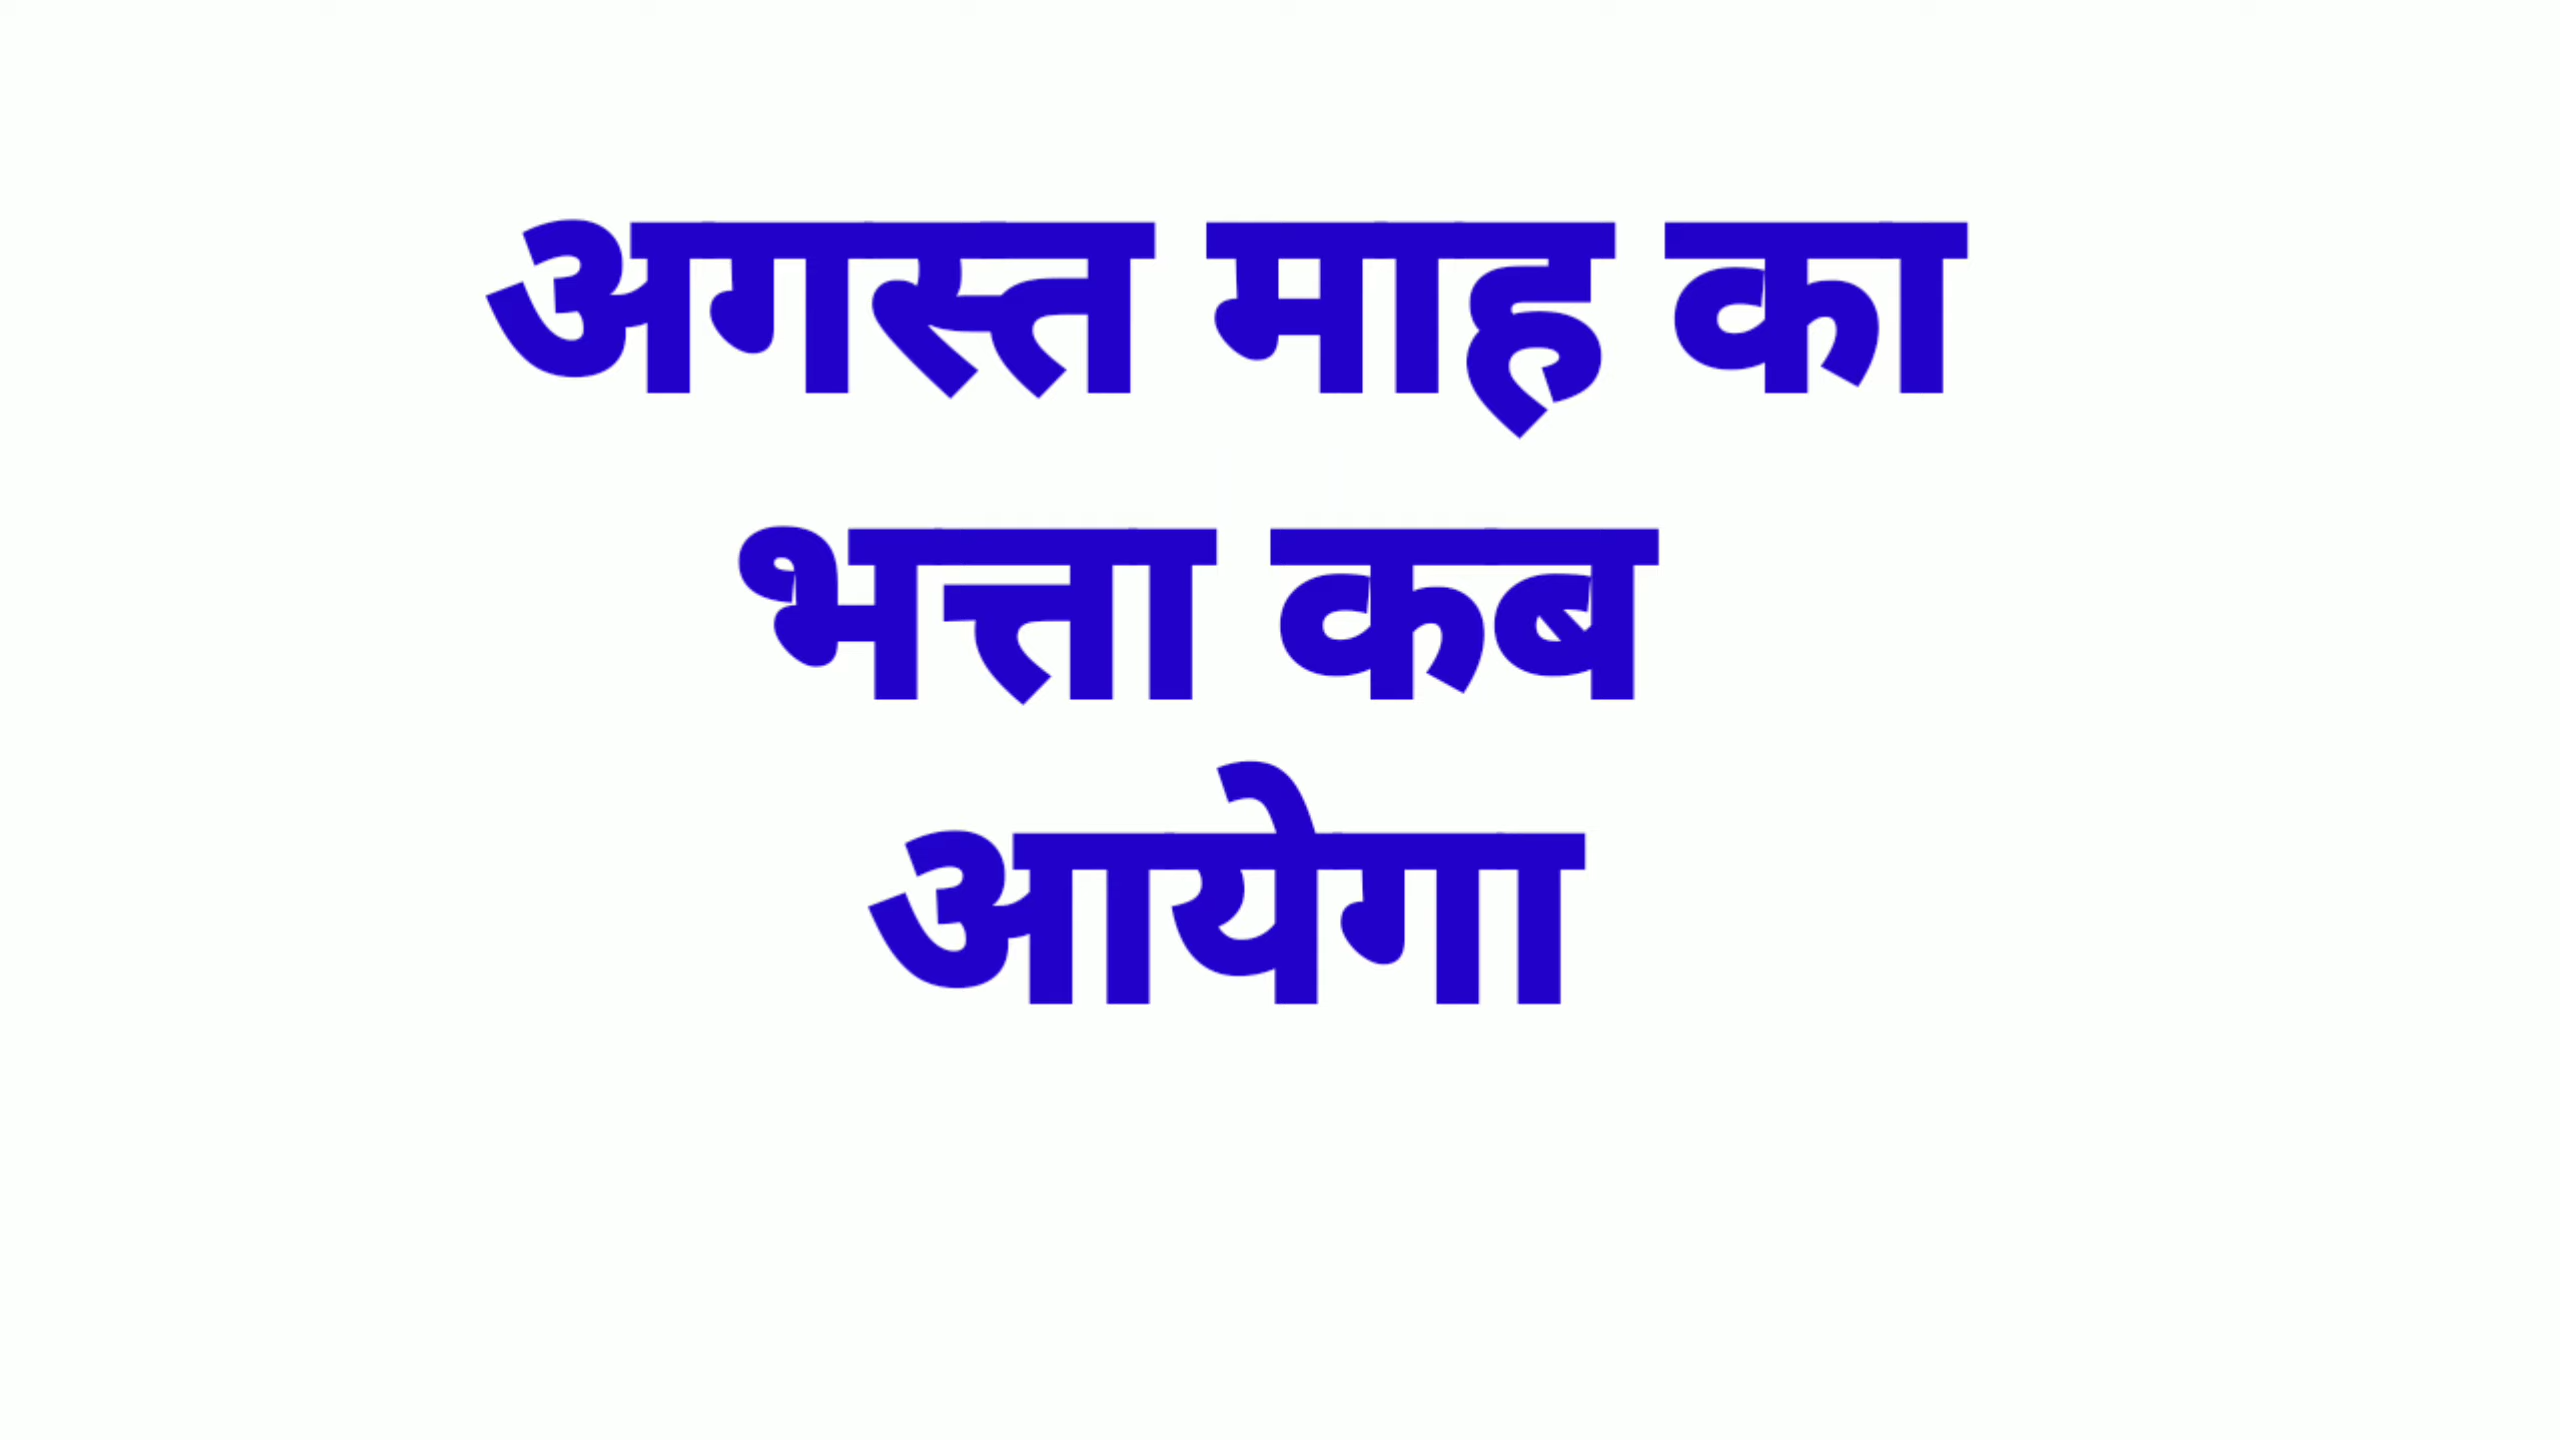 अगस्त माह का
भत्ता कब
आयेगा